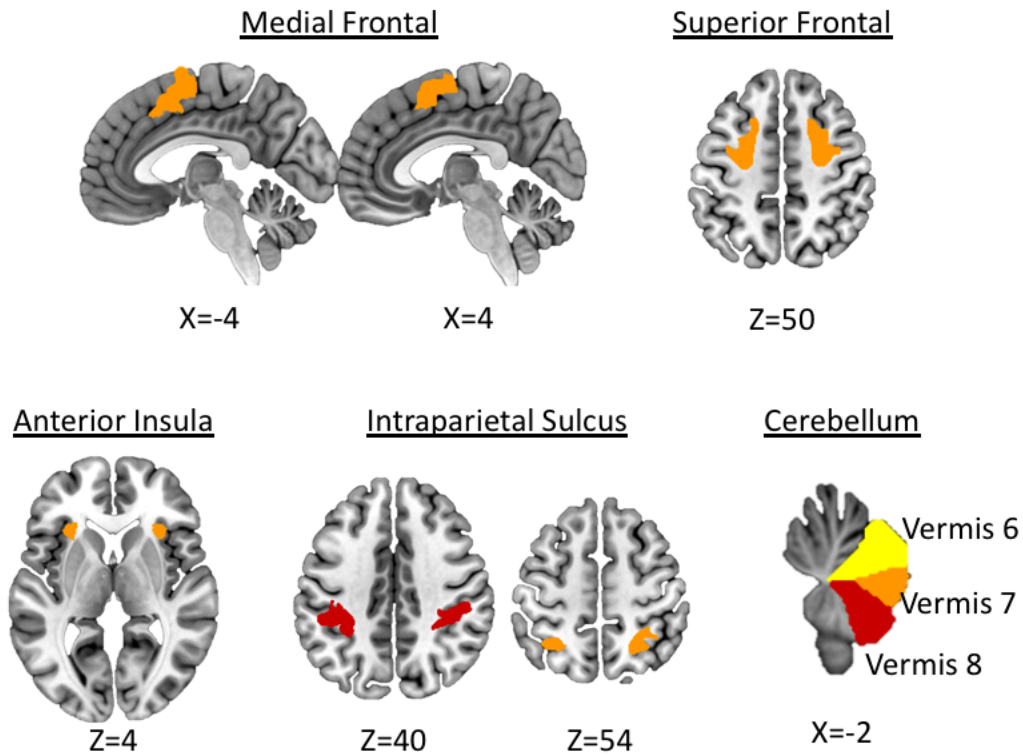 Medial Frontal
Superior Frontal
X=-4
X=4
Z=50
Anterior Insula
Intraparietal Sulcus
Cerebellum
Vermis 6
Vermis 7
Vermis 8
Z=4
Z=40
Z=54
X=-2